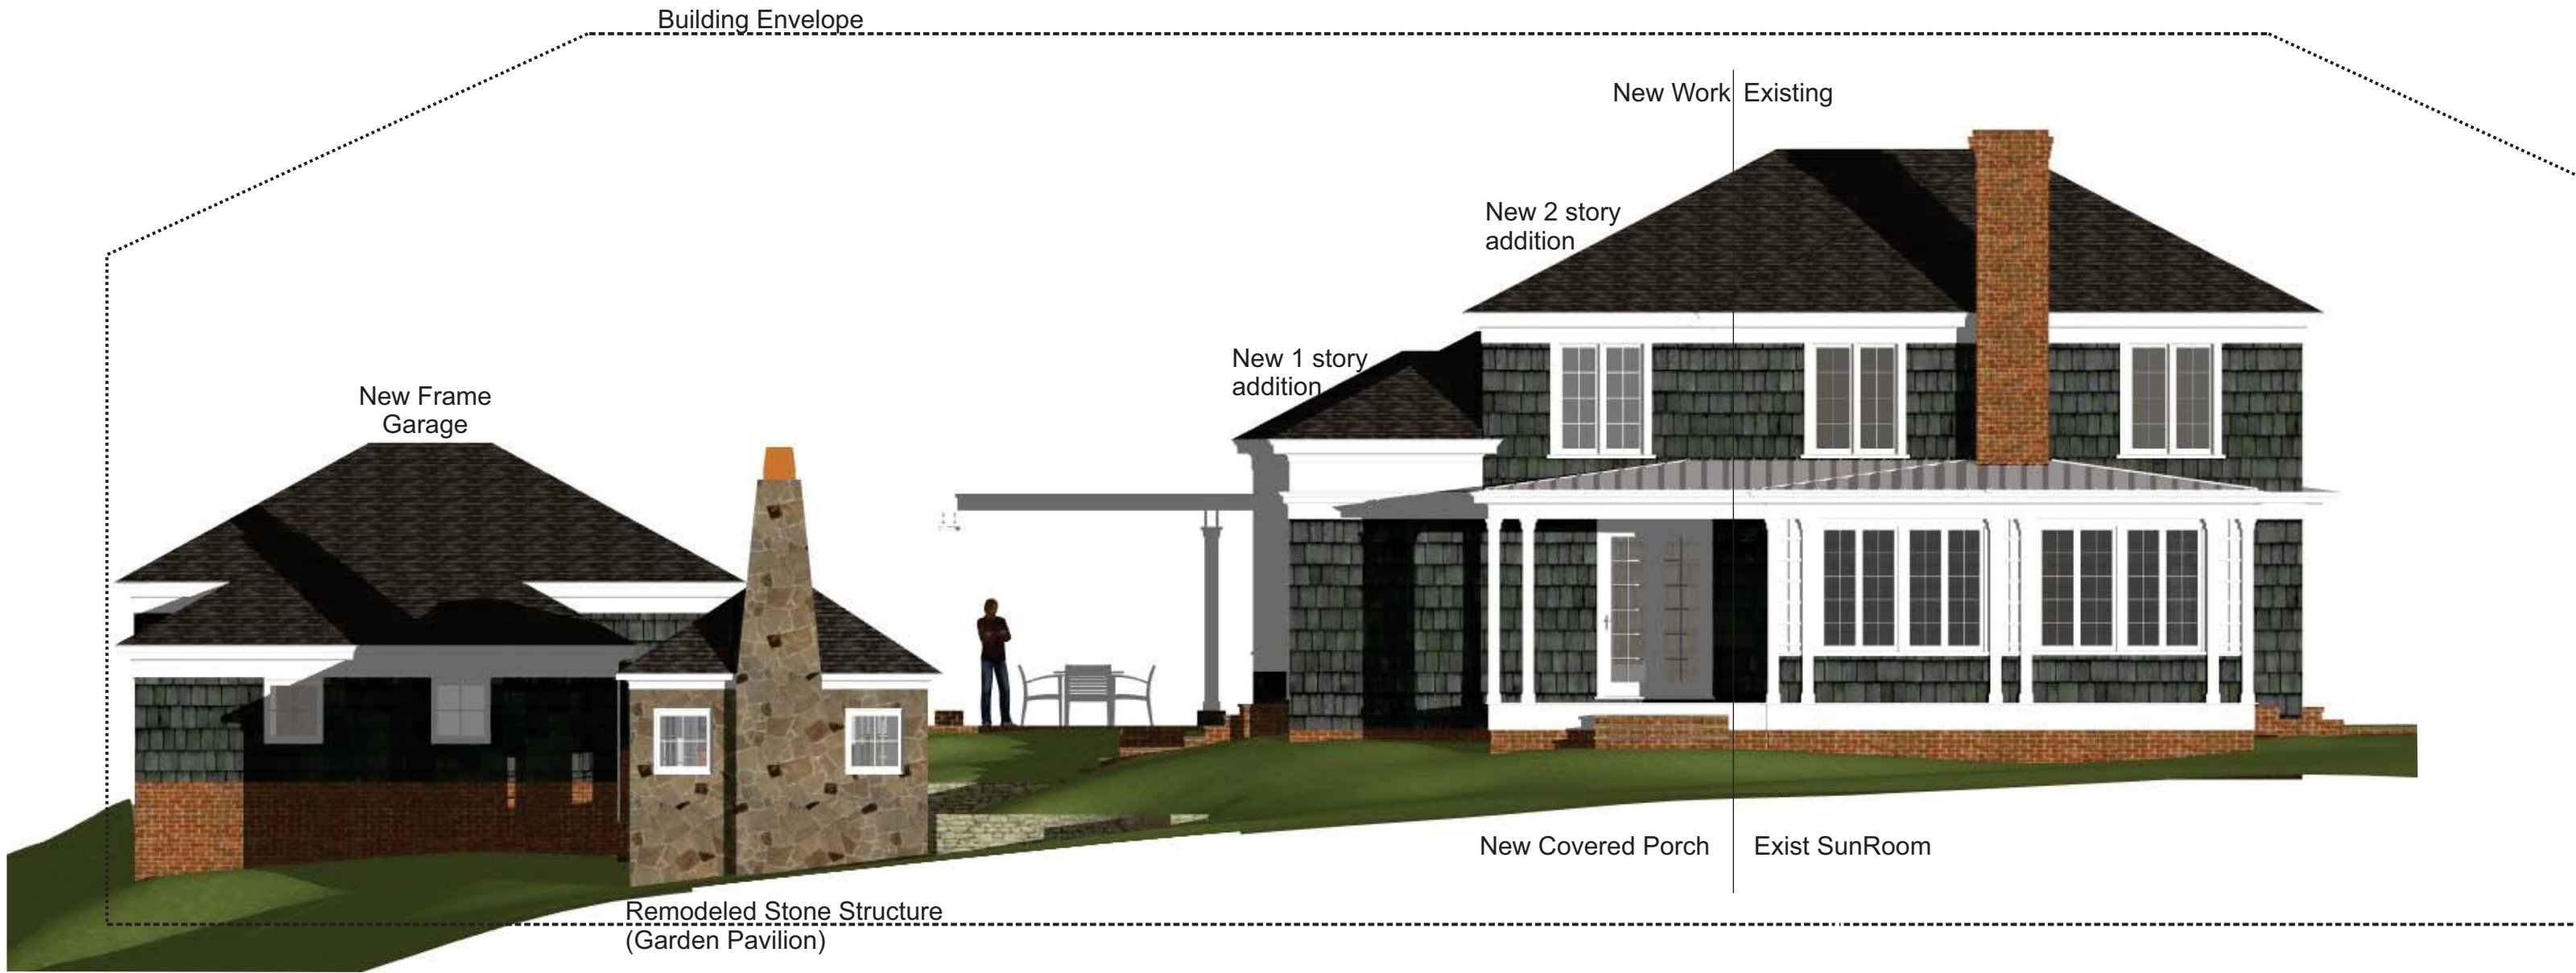 Building Envelope
New Work Existing
New 2 story
addition
New 1 story
addition
New Frame
Garage
New Covered Porch Exist SunRoom
Remodeled Stone Structure
(Garden Pavilion)